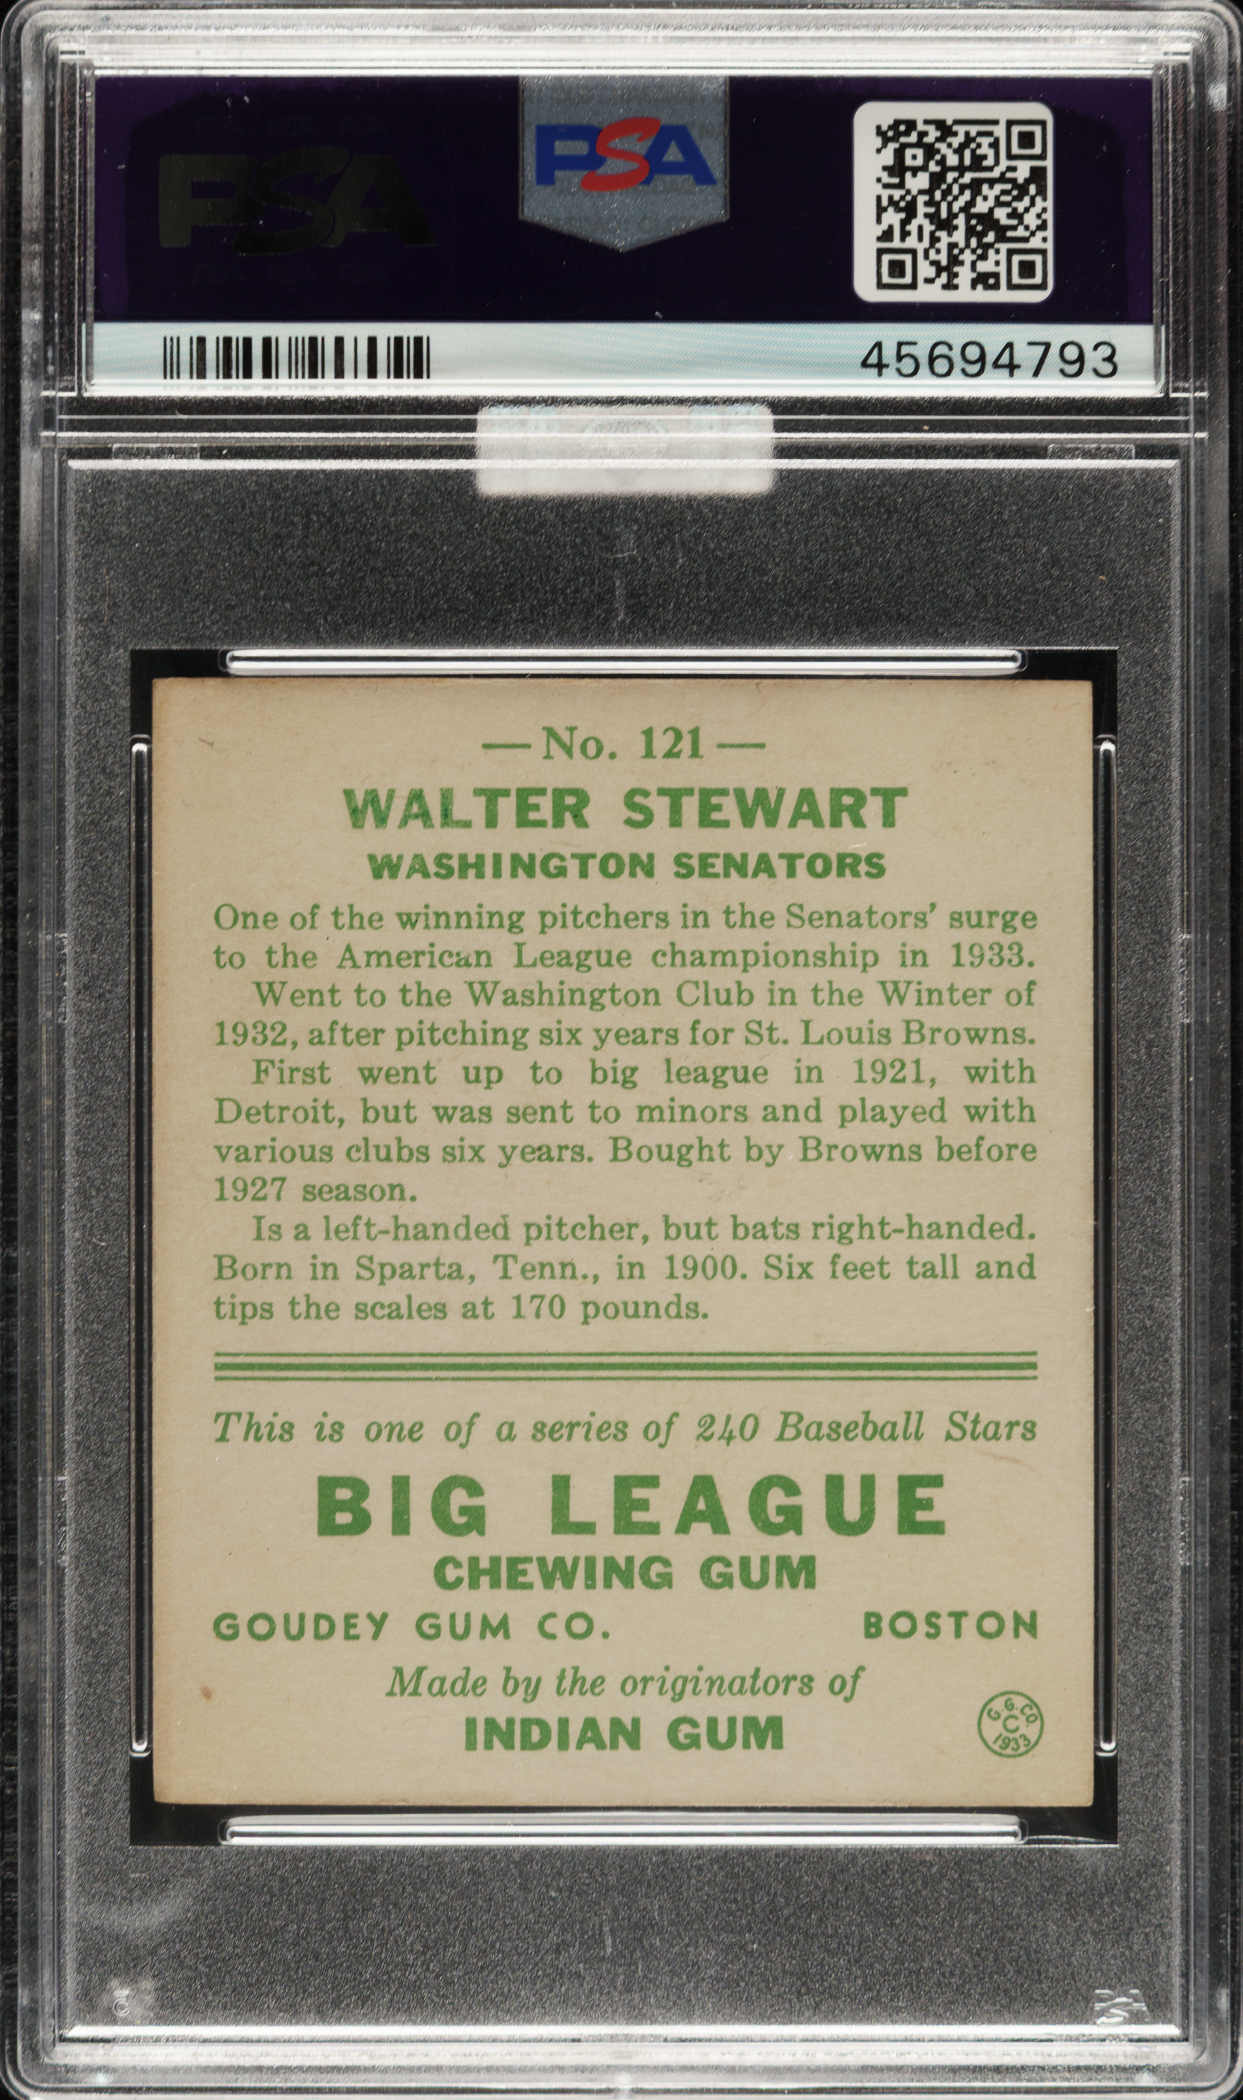 PSA
PSA
45694793
—No. 121—
WALTER STEWART
WASHINGTON SENATORS
One of the winning pitchers in the Senators' surge
to the American League championship in 1933.
Went to the Washington Club in the Winter of
1932, after pitching six years for St. Louis Browns.
First went up to big league in 1921, with
Detroit, but was sent to minors and played with
various clubs six years. Bought by Browns before
1927 season.
Is a left-handed pitcher, but bats right-handed.
Born in Sparta, Tenn., in 1900. Six feet tall and
tips the scales at 170 pounds.
This is one of a series of 240 Baseball Stars
BIG LEAGUE
CHEWING GUM
GOUDEY GUM CO. BOSTON
Made by the originators of
INDIAN GUM
G. G. CO.
C
1933
PSA